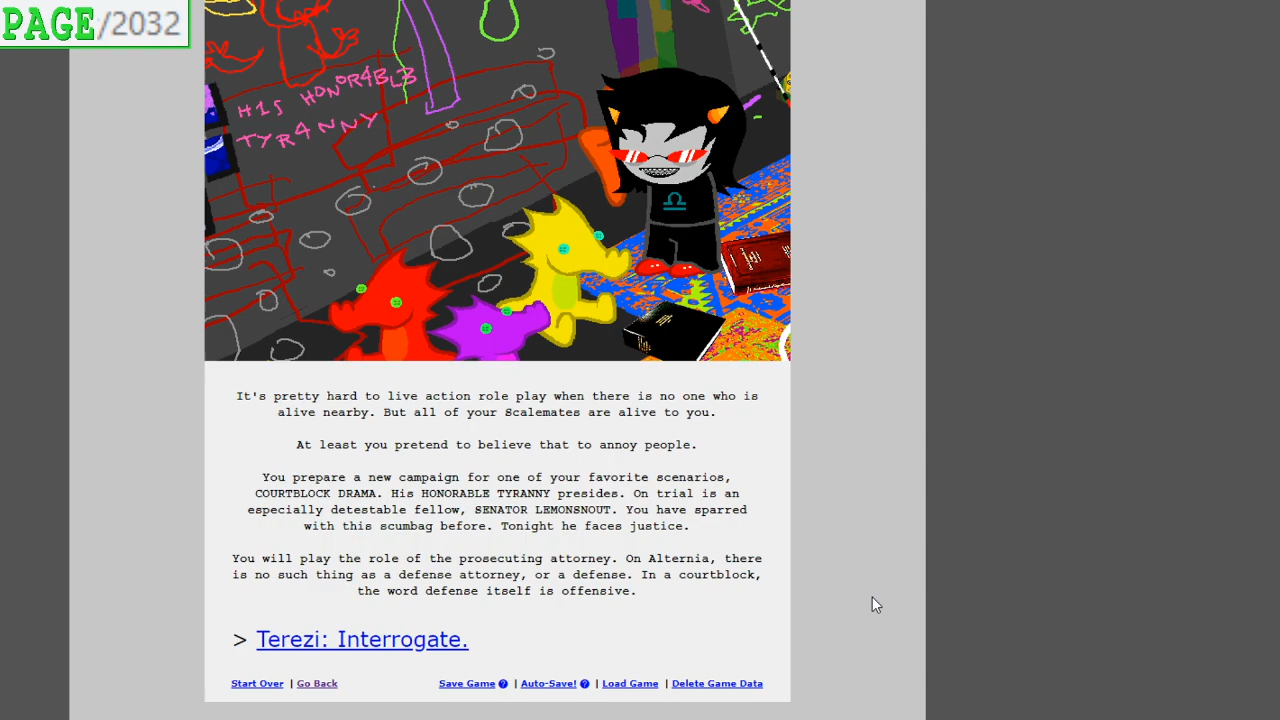 PAGE/2032
H1S HONOR4BLB
TYR4NNY
It's pretty hard to live action role play when there is no one who is
alive nearby. But all of your Scalemates are alive to you.
At least you pretend to believe that to annoy people.
You prepare a new campaign for one of your favorite scenarios,
COURTBLOCK DRAMA. His HONORABLE TYRANNY presides. On trial is an
especially detestable fellow, SENATOR LEMONSNOUT. You have sparred
with this scumbag before. Tonight he faces justice.
You will play the role of the prosecuting attorney. On Alternia, there
is no such thing as a defense attorney, or a defense. In a courtblock,
the word defense itself is offensive.
> Terezi: Interrogate.
Start Over | Go Back Save Game ? | Auto-Save! ? | Load Game | Delete Game Data